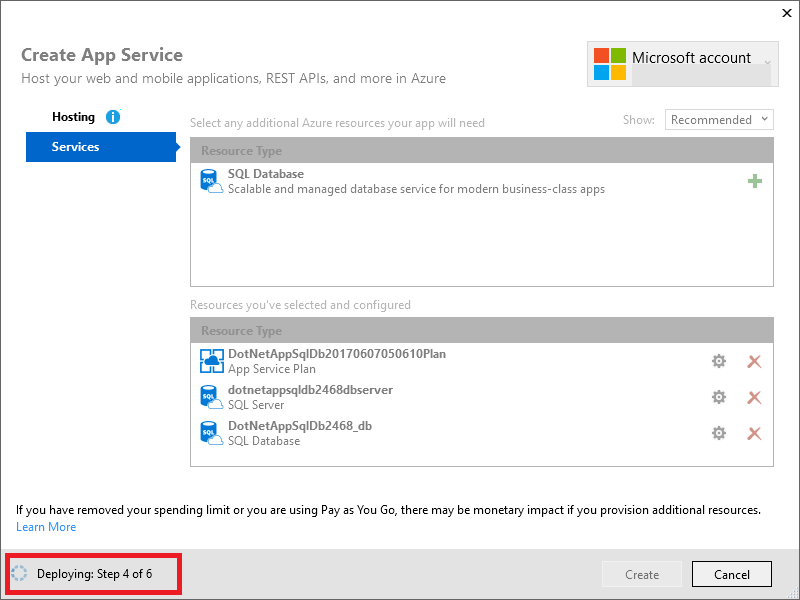 Create App Service
Host your web and mobile applications, REST APIs, and more in Azure
Microsoft account
Hosting
Services
Select any additional Azure resources your app will need
Show: Recommended
Resource Type
SQL Database
Scalable and managed database service for modern business-class apps
Resources you've selected and configured
Resource Type
DotNetAppSqlDb20170607050610Plan
App Service Plan
dotnetappsqldb2468dbserver
SQL Server
DotNetAppSqlDb2468_db
SQL Database
If you have removed your spending limit or you are using Pay as You Go, there may be monetary impact if you provision additional resources.
Learn More
Deploying: Step 4 of 6
Create
Cancel